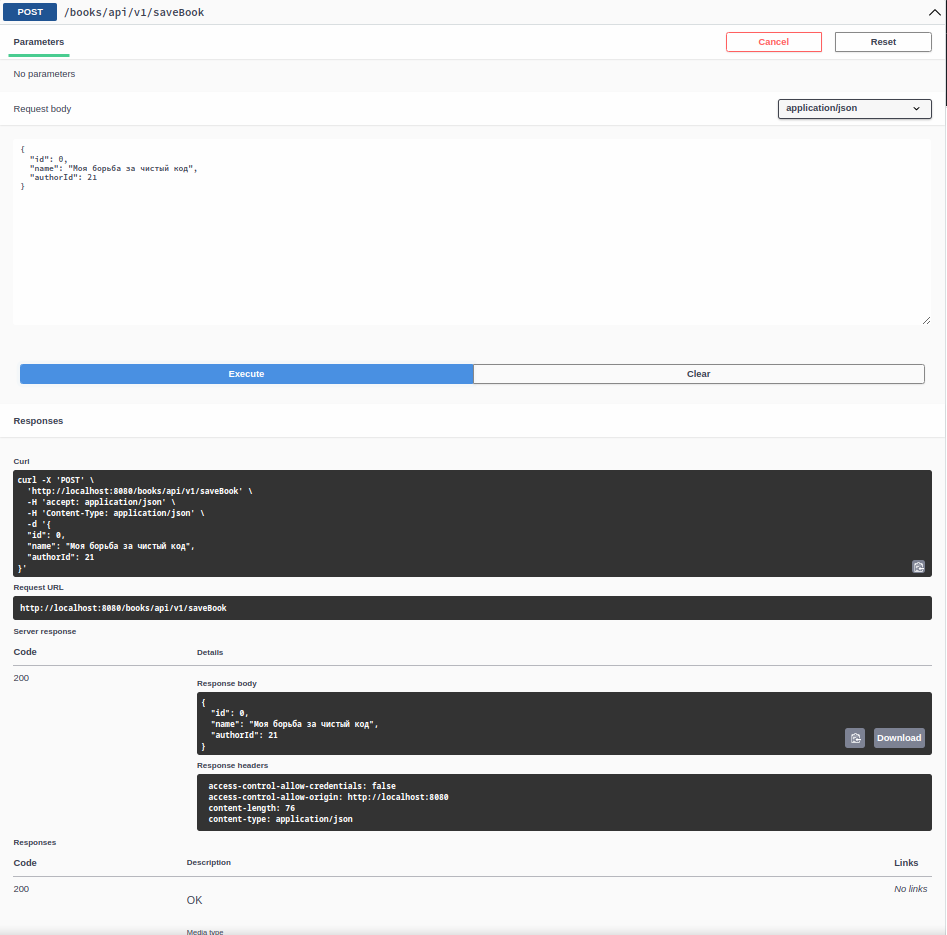 POST /books/api/v1/saveBook
Parameters Cancel Reset
No parameters
Request body application/json
{
  "id": 0,
  "name": "Моя борьба за чистый код",
  "authorId": 21
}
Execute Clear
Responses
Curl
curl -X 'POST' \
  'http://localhost:8080/books/api/v1/saveBook' \
  -H 'accept: application/json' \
  -H 'Content-Type: application/json' \
  -d '{
  "id": 0,
  "name": "Моя борьба за чистый код",
  "authorId": 21
}'
Request URL
http://localhost:8080/books/api/v1/saveBook
Server response
Code Details
200
Response body
{
  "id": 0,
  "name": "Моя борьба за чистый код",
  "authorId": 21
}
Download
Response headers
access-control-allow-credentials: false
access-control-allow-origin: http://localhost:8080
content-length: 76
content-type: application/json
Responses
Code Description Links
200 No links
OK
Media type